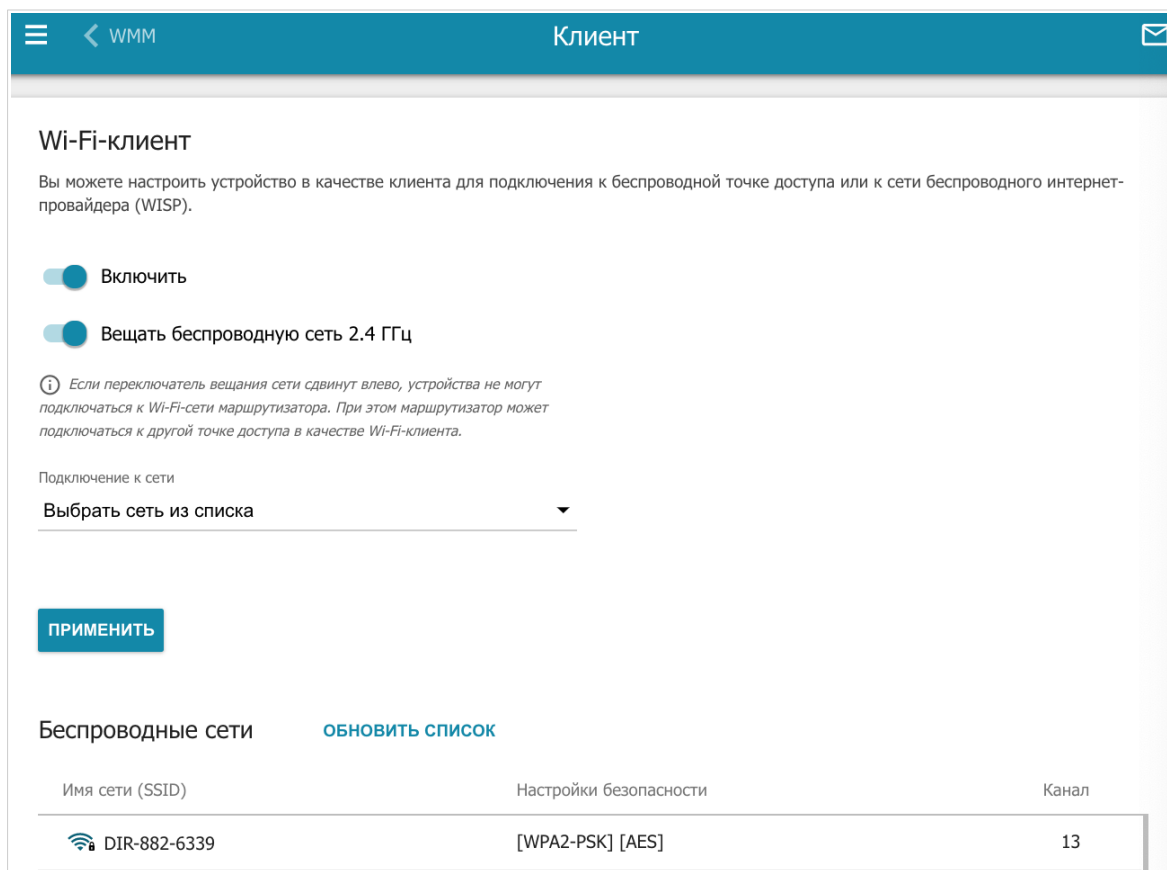 WMM
Клиент
Wi-Fi-клиент
Вы можете настроить устройство в качестве клиента для подключения к беспроводной точке доступа или к сети беспроводного интернет-
провайдера (WISP).
Включить
Вещать беспроводную сеть 2.4 ГГц
Если переключатель вещания сети сдвинут влево, устройства не могут
подключаться к Wi-Fi-сети маршрутизатора. При этом маршрутизатор может
подключаться к другой точке доступа в качестве Wi-Fi-клиента.
Подключение к сети
Выбрать сеть из списка
ПРИМЕНИТЬ
Беспроводные сети ОБНОВИТЬ СПИСОК
Имя сети (SSID) Настройки безопасности Канал
DIR-882-6339 [WPA2-PSK] [AES] 13